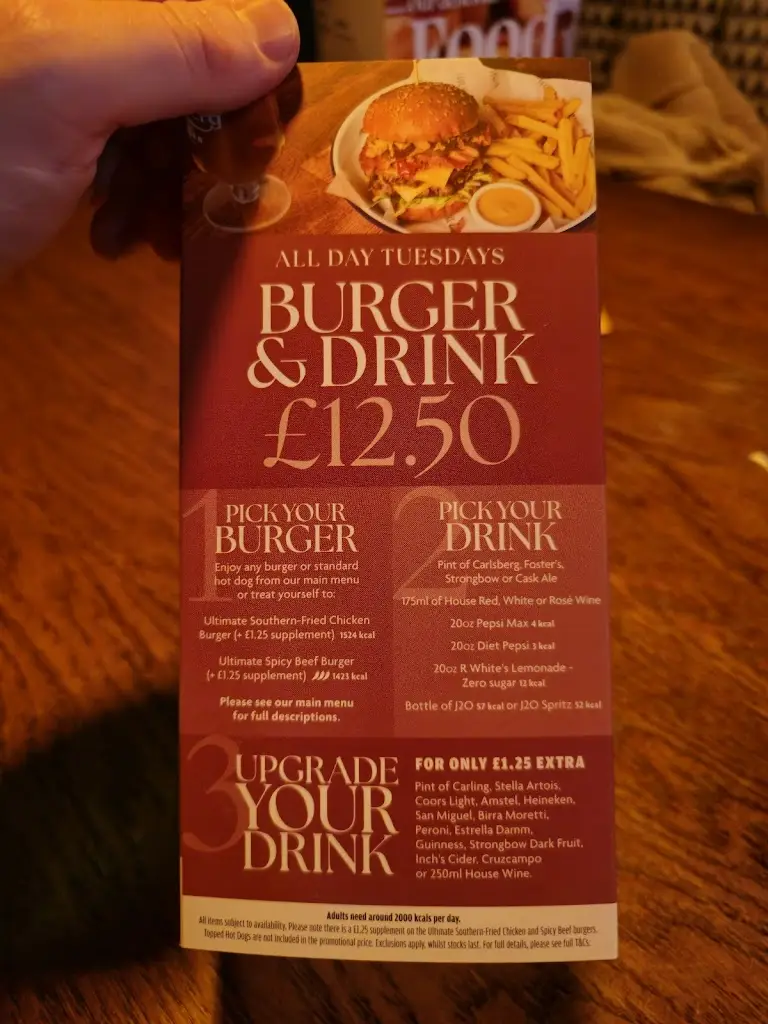 Food
ALL DAY TUESDAYS
BURGER
& DRINK
£12.50
1
PICK YOUR
BURGER
Enjoy any burger or standard
hot dog from our main menu
or treat yourself to:
Ultimate Southern-Fried Chicken
Burger (+ £1.25 supplement) 1524 kcal
Ultimate Spicy Beef Burger
(+ £1.25 supplement) 1423 kcal
Please see our main menu
for full descriptions.
2
PICK YOUR
DRINK
Pint of Carlsberg, Foster's,
Strongbow or Cask Ale
175ml of House Red, White or Rosé Wine
20oz Pepsi Max 4 kcal
20oz Diet Pepsi 3 kcal
20oz R White's Lemonade -
Zero sugar 12 kcal
Bottle of J2O 57 kcal or J2O Spritz 52 kcal
3
UPGRADE
YOUR
DRINK
FOR ONLY £1.25 EXTRA
Pint of Carling, Stella Artois,
Coors Light, Amstel, Heineken,
San Miguel, Birra Moretti,
Peroni, Estrella Damm,
Guinness, Strongbow Dark Fruit,
Inch's Cider, Cruzcampo
or 250ml House Wine.
Adults need around 2000 kcals per day.
All items subject to availability. Please note there is a £1.25 supplement on the Ultimate Southern-Fried Chicken and Spicy Beef burgers.
Topped Hot Dogs are not included in the promotional price. Exclusions apply, whilst stocks last. For full details, please see full T&Cs.